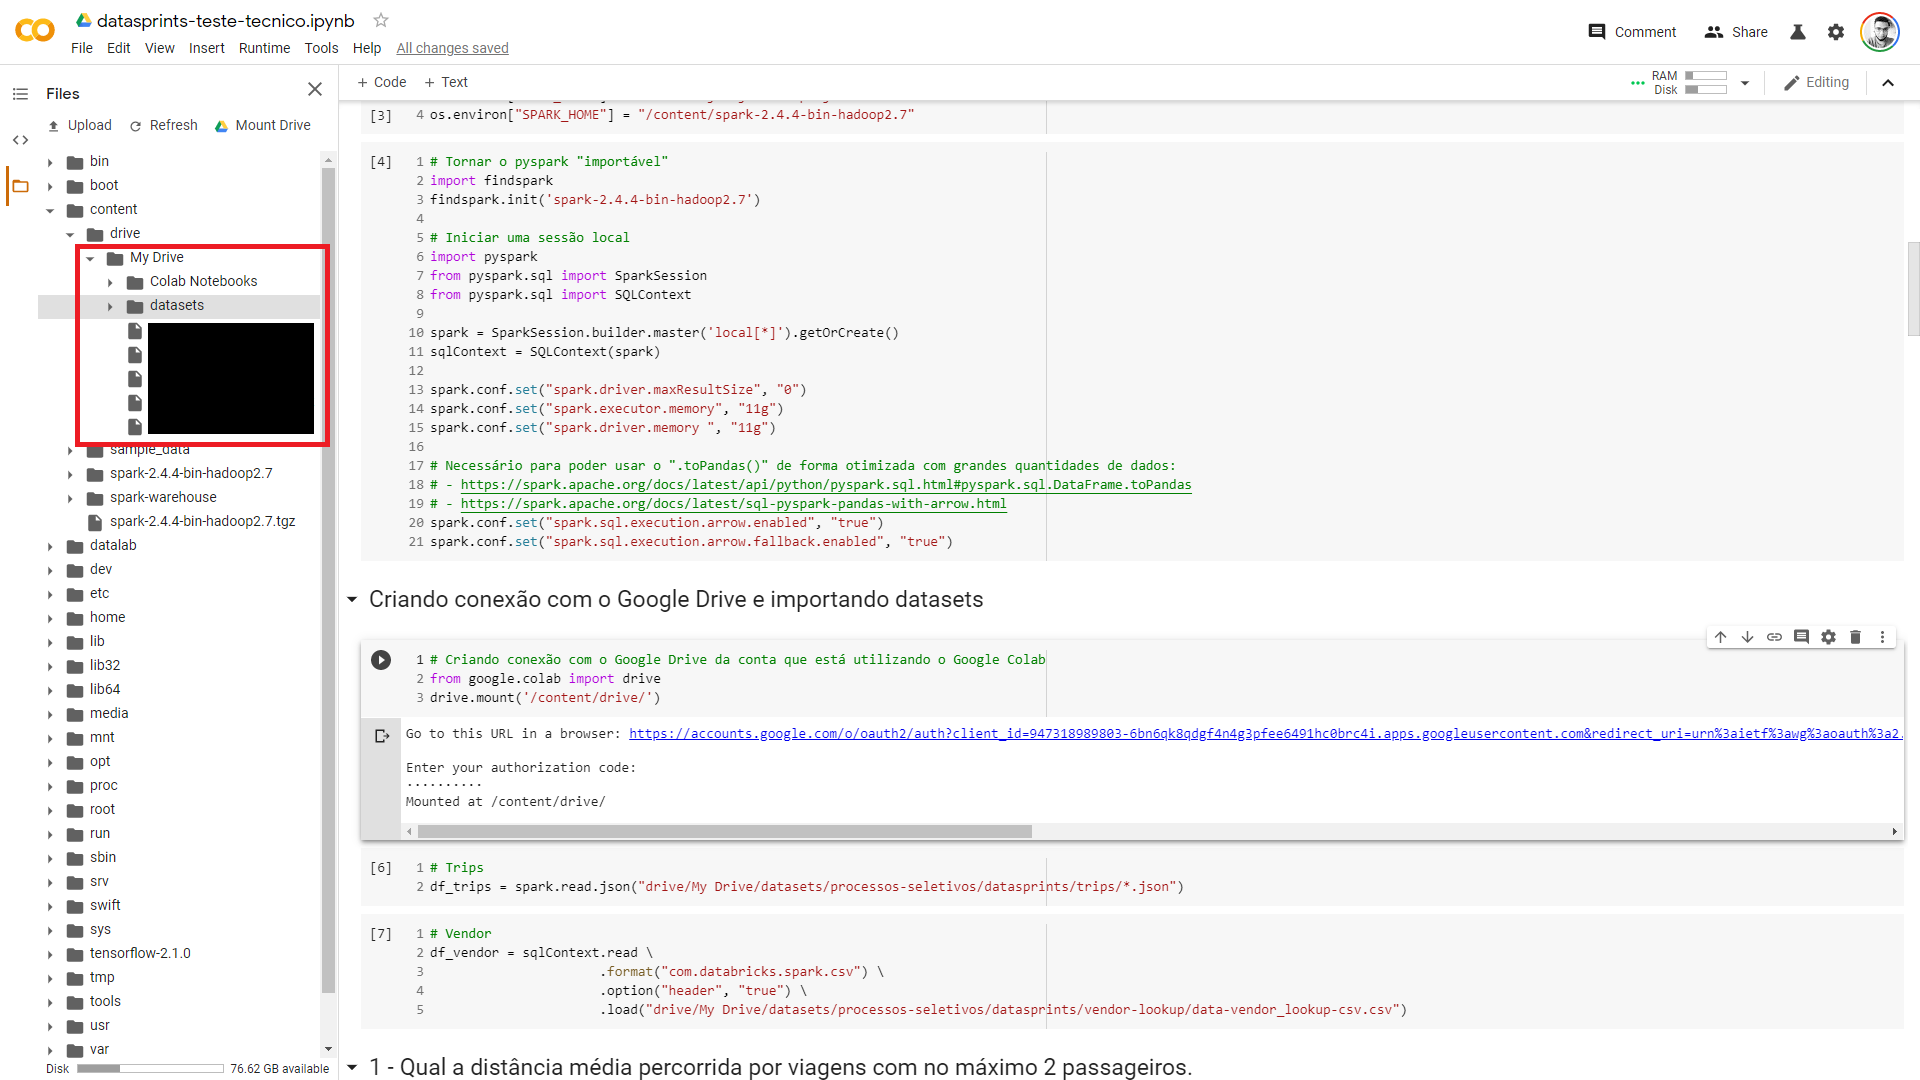 datasprints-teste-tecnico.ipynb
File Edit View Insert Runtime Tools Help All changes saved
Comment Share
Files
Upload Refresh Mount Drive
bin
boot
content
drive
My Drive
Colab Notebooks
datasets
sample_data
spark-2.4.4-bin-hadoop2.7
spark-warehouse
spark-2.4.4-bin-hadoop2.7.tgz
datalab
dev
etc
home
lib
lib32
lib64
media
mnt
opt
proc
root
run
sbin
srv
swift
sys
tensorflow-2.1.0
tmp
tools
usr
var
Disk 76.62 GB available
+ Code + Text
RAM
Disk
Editing
[3] 4 os.environ["SPARK_HOME"] = "/content/spark-2.4.4-bin-hadoop2.7"
[4] 1 # Tornar o pyspark "importável"
2 import findspark
3 findspark.init('spark-2.4.4-bin-hadoop2.7')
4
5 # Iniciar uma sessão local
6 import pyspark
7 from pyspark.sql import SparkSession
8 from pyspark.sql import SQLContext
9
10 spark = SparkSession.builder.master('local[*]').getOrCreate()
11 sqlContext = SQLContext(spark)
12
13 spark.conf.set("spark.driver.maxResultSize", "0")
14 spark.conf.set("spark.executor.memory", "11g")
15 spark.conf.set("spark.driver.memory ", "11g")
16
17 # Necessário para poder usar o ".toPandas()" de forma otimizada com grandes quantidades de dados:
18 # - https://spark.apache.org/docs/latest/api/python/pyspark.sql.html#pyspark.sql.DataFrame.toPandas
19 # - https://spark.apache.org/docs/latest/sql-pyspark-pandas-with-arrow.html
20 spark.conf.set("spark.sql.execution.arrow.enabled", "true")
21 spark.conf.set("spark.sql.execution.arrow.fallback.enabled", "true")
Criando conexão com o Google Drive e importando datasets
1 # Criando conexão com o Google Drive da conta que está utilizando o Google Colab
2 from google.colab import drive
3 drive.mount('/content/drive/')
Go to this URL in a browser: https://accounts.google.com/o/oauth2/auth?client_id=947318989803-6bn6qk8qdgf4n4g3pfee6491hc0brc4i.apps.googleusercontent.com&redirect_uri=urn%3aietf%3awg%3aoauth%3a2.
Enter your authorization code:
··········
Mounted at /content/drive/
[6] 1 # Trips
2 df_trips = spark.read.json("drive/My Drive/datasets/processos-seletivos/datasprints/trips/*.json")
[7] 1 # Vendor
2 df_vendor = sqlContext.read \
3 .format("com.databricks.spark.csv") \
4 .option("header", "true") \
5 .load("drive/My Drive/datasets/processos-seletivos/datasprints/vendor-lookup/data-vendor_lookup-csv.csv")
1 - Qual a distância média percorrida por viagens com no máximo 2 passageiros.